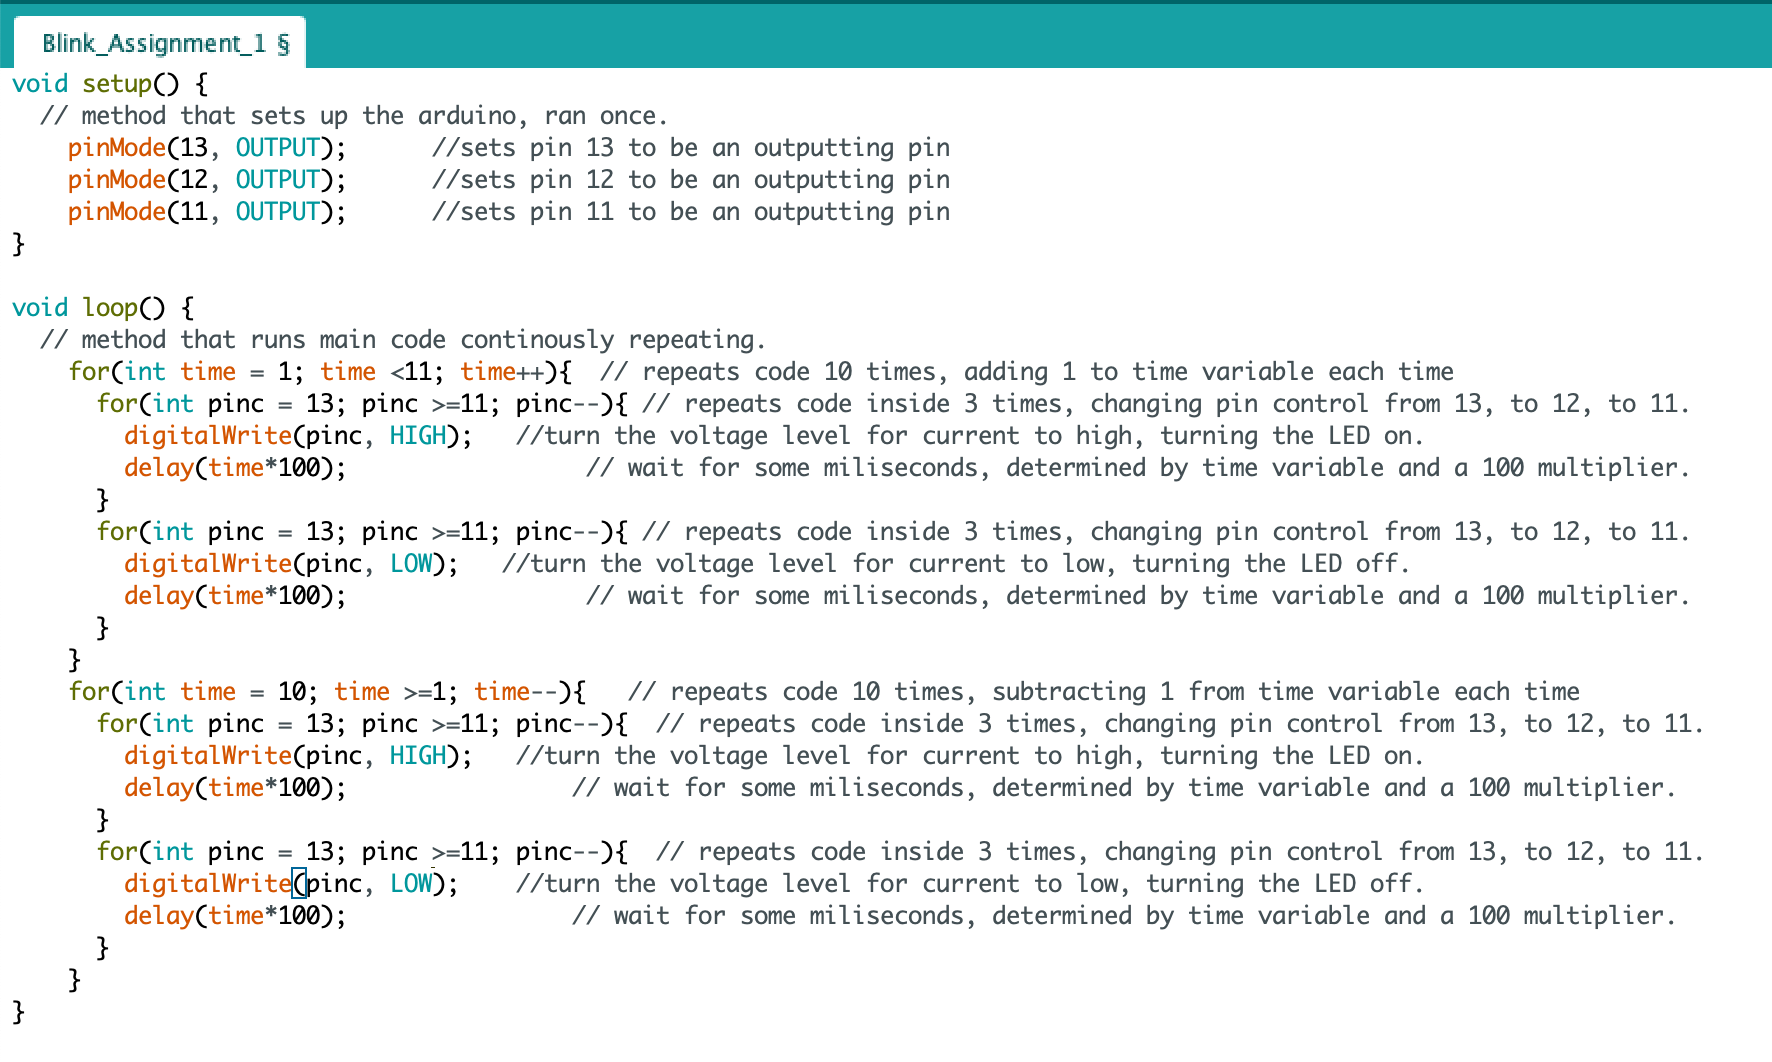 Blink_Assignment_1 §
void setup() {
  // method that sets up the arduino, ran once.
    pinMode(13, OUTPUT);      //sets pin 13 to be an outputting pin
    pinMode(12, OUTPUT);      //sets pin 12 to be an outputting pin
    pinMode(11, OUTPUT);      //sets pin 11 to be an outputting pin
}

void loop() {
  // method that runs main code continously repeating.
    for(int time = 1; time <11; time++){  // repeats code 10 times, adding 1 to time variable each time
      for(int pinc = 13; pinc >=11; pinc--){ // repeats code inside 3 times, changing pin control from 13, to 12, to 11.
        digitalWrite(pinc, HIGH);   //turn the voltage level for current to high, turning the LED on.
        delay(time*100);                 // wait for some miliseconds, determined by time variable and a 100 multiplier.
      }
      for(int pinc = 13; pinc >=11; pinc--){ // repeats code inside 3 times, changing pin control from 13, to 12, to 11.
        digitalWrite(pinc, LOW);   //turn the voltage level for current to low, turning the LED off.
        delay(time*100);                 // wait for some miliseconds, determined by time variable and a 100 multiplier.
      }
    }
    for(int time = 10; time >=1; time--){   // repeats code 10 times, subtracting 1 from time variable each time
      for(int pinc = 13; pinc >=11; pinc--){  // repeats code inside 3 times, changing pin control from 13, to 12, to 11.
        digitalWrite(pinc, HIGH);   //turn the voltage level for current to high, turning the LED on.
        delay(time*100);                // wait for some miliseconds, determined by time variable and a 100 multiplier.
      }
      for(int pinc = 13; pinc >=11; pinc--){  // repeats code inside 3 times, changing pin control from 13, to 12, to 11.
        digitalWrite(pinc, LOW);    //turn the voltage level for current to low, turning the LED off.
        delay(time*100);                // wait for some miliseconds, determined by time variable and a 100 multiplier.
      }
    }
}